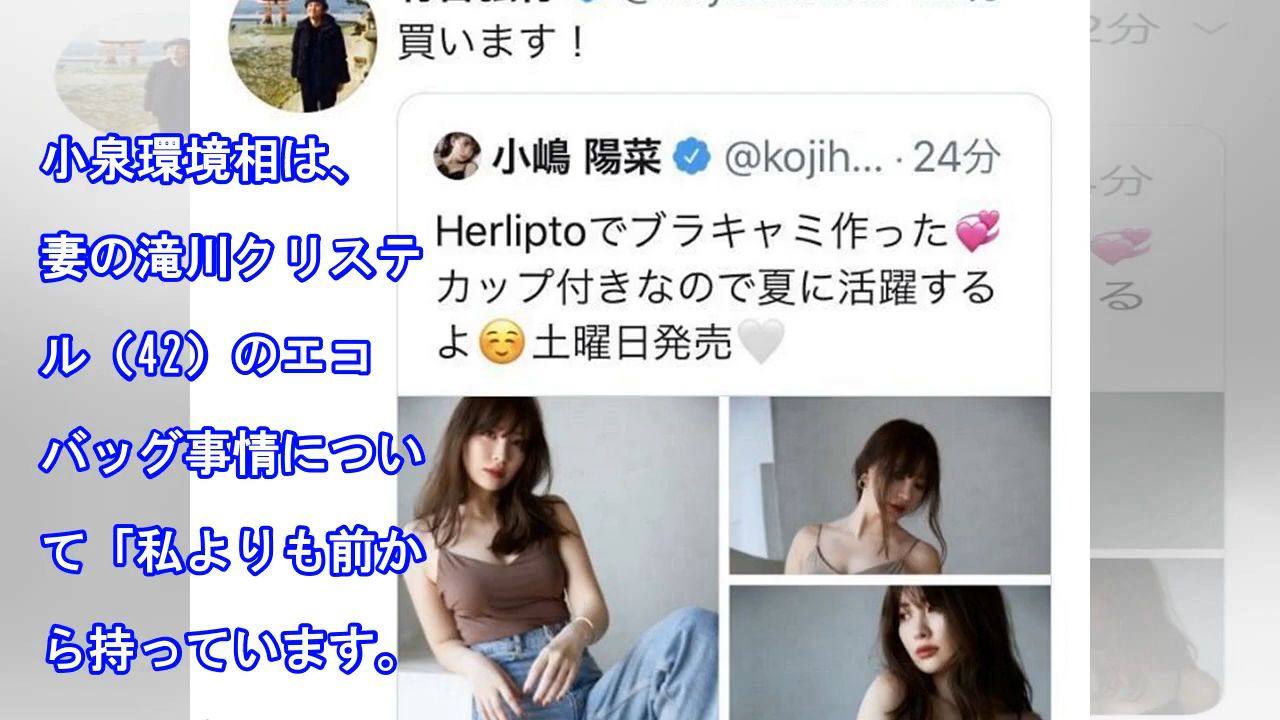 買います！
小嶋 陽菜 @kojih... · 24分
Herliptoでブラキャミ作った💞
カップ付きなので夏に活躍する
よ☺️土曜日発売🤍
小泉環境相は、
妻の滝川クリステ
ル（42）のエコ
バッグ事情につい
て「私よりも前か
ら持っています。
2分
分
る